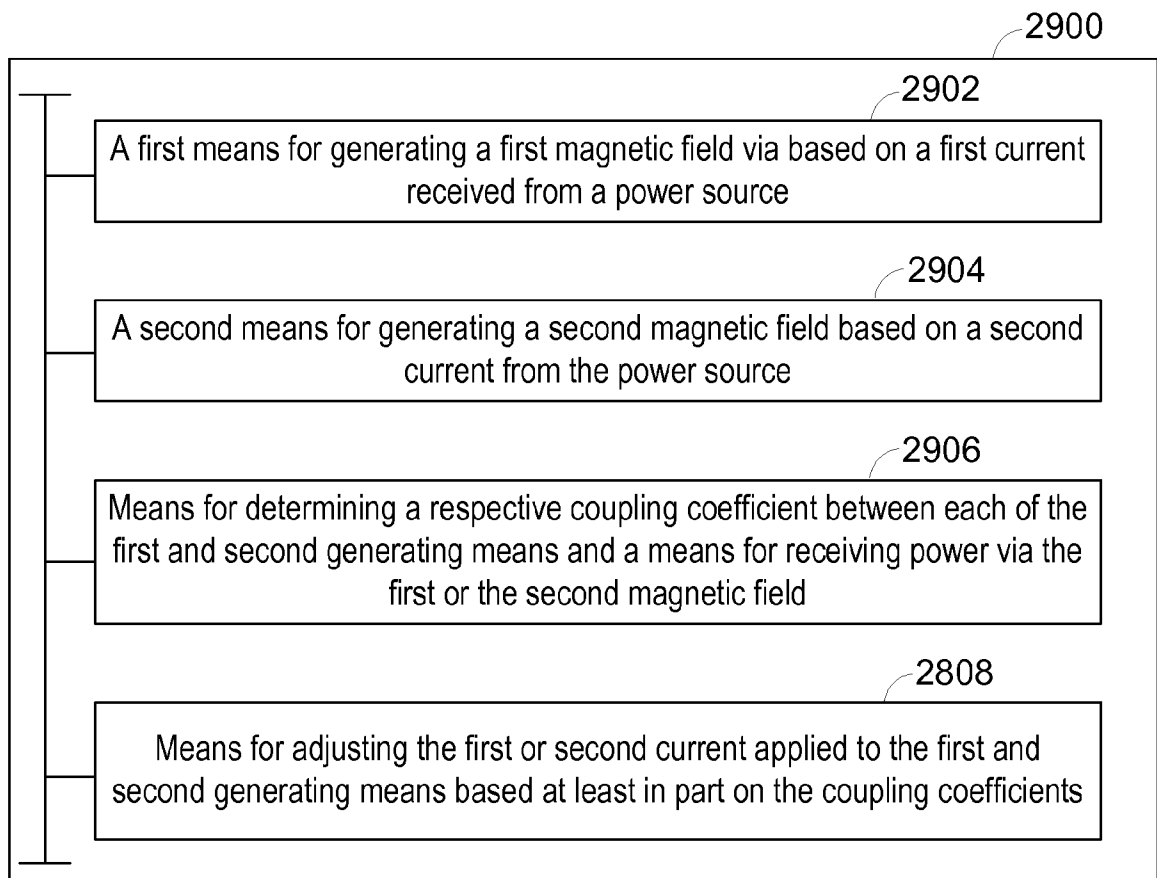 2900
2902
A first means for generating a first magnetic field via based on a first current
received from a power source
2904
A second means for generating a second magnetic field based on a second
current from the power source
2906
Means for determining a respective coupling coefficient between each of the
first and second generating means and a means for receiving power via the
first or the second magnetic field
2808
Means for adjusting the first or second current applied to the first and
second generating means based at least in part on the coupling coefficients